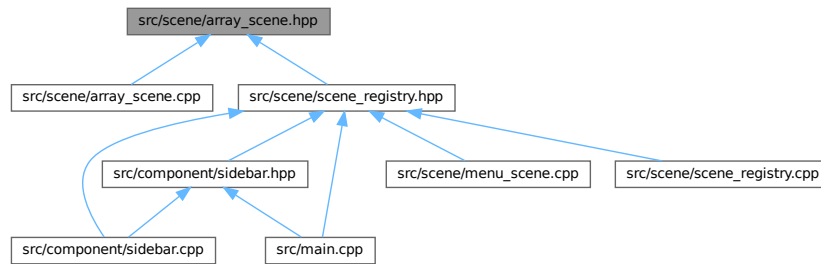 src/scene/array_scene.hpp
src/scene/array_scene.cpp
src/scene/scene_registry.hpp
src/component/sidebar.hpp
src/scene/menu_scene.cpp
src/scene/scene_registry.cpp
src/component/sidebar.cpp
src/main.cpp